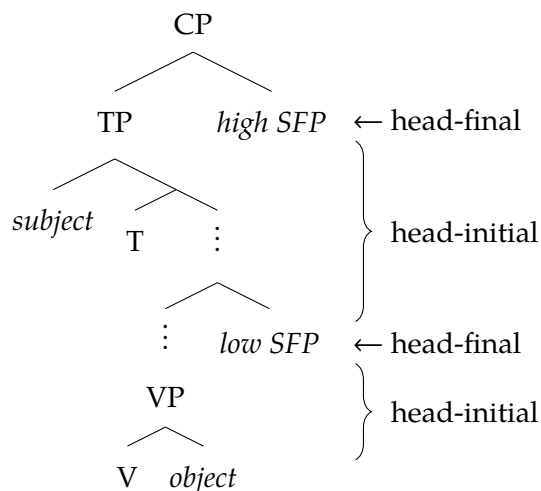 CP
TP high SFP ← head-final
subject T ⋮ head-initial
⋮ low SFP ← head-final
VP
head-initial
V object